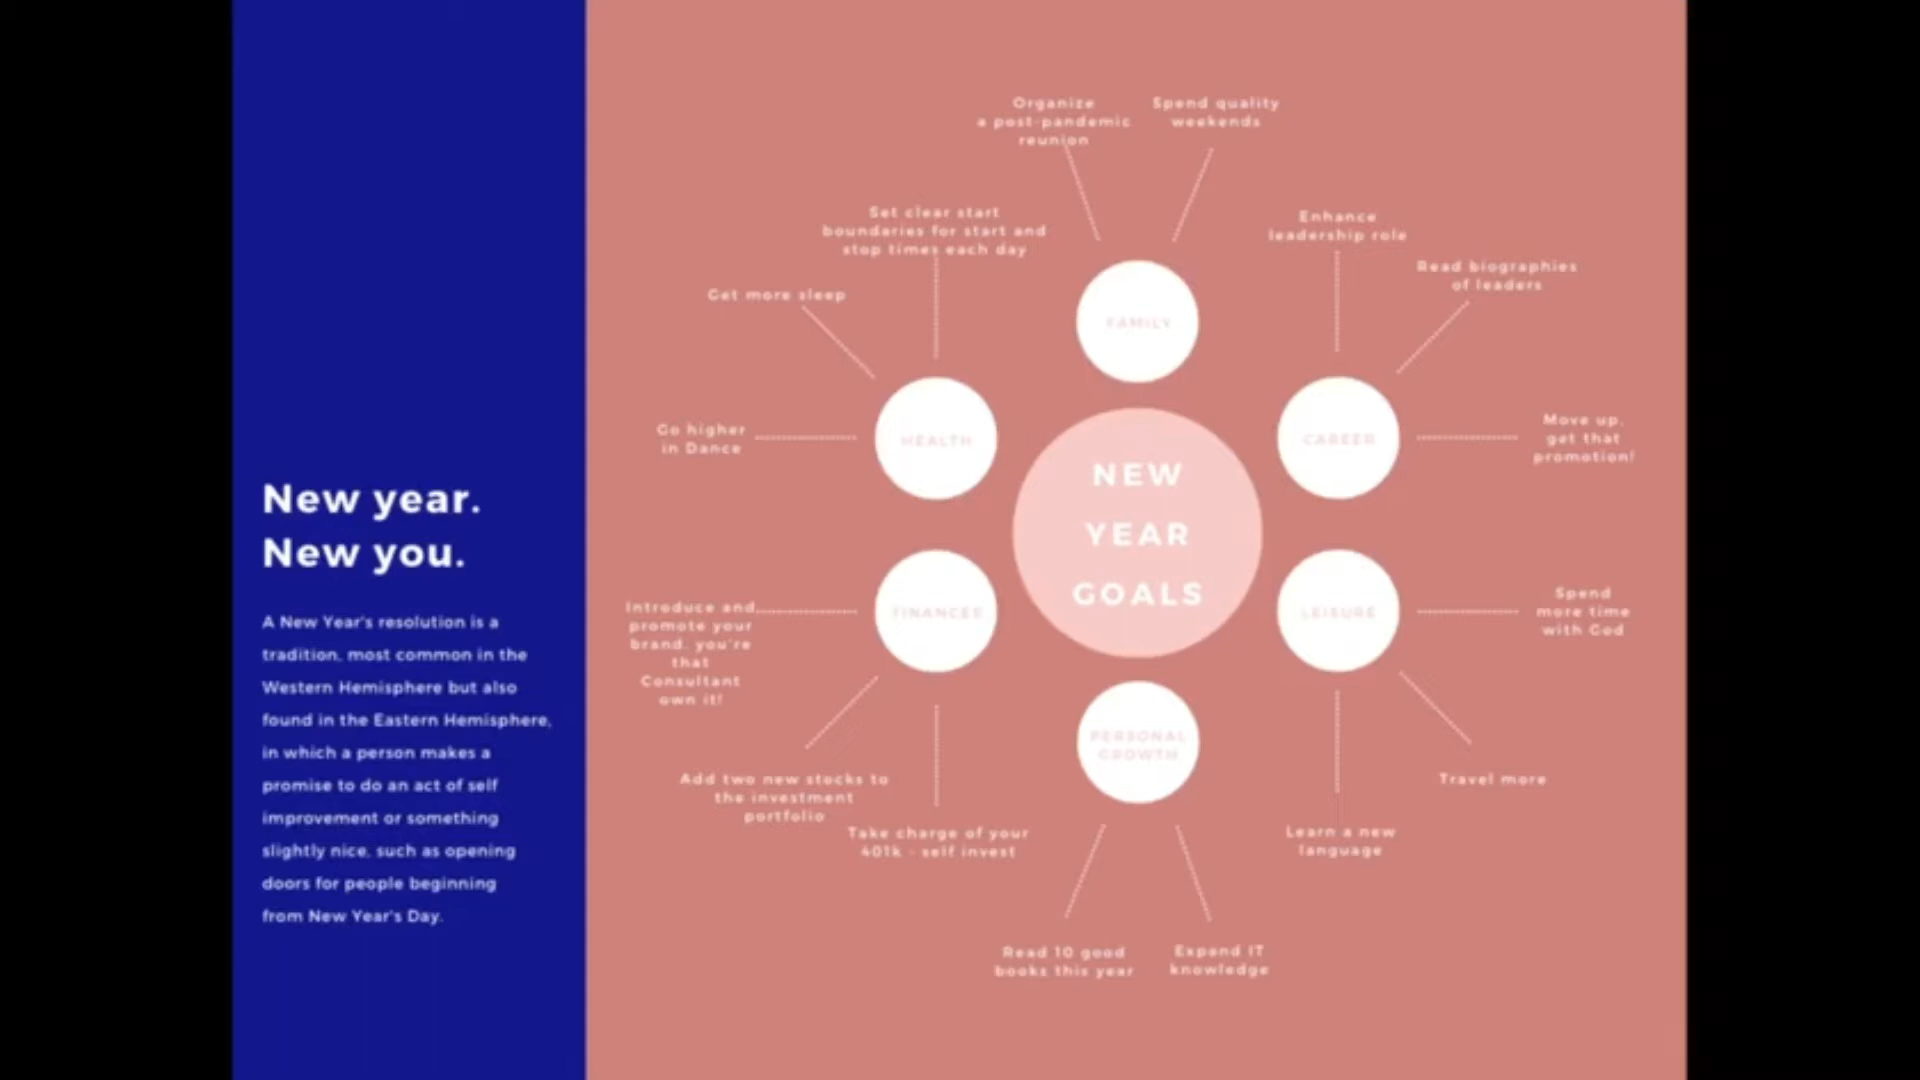 New year.
New you.
A New Year's resolution is a
tradition, most common in the
Western Hemisphere but also
found in the Eastern Hemisphere,
in which a person makes a
promise to do an act of self
improvement or something
slightly nice, such as opening
doors for people beginning
from New Year's Day.
NEW
YEAR
GOALS
FAMILY
Organize
a post-pandemic
reunion
Spend quality
weekends
CAREER
Enhance
leadership role
Read biographies
of leaders
Move up,
get that
promotion!
LEISURE
Spend
more time
with God
Travel more
Learn a new
language
PERSONAL
GROWTH
Expand IT
knowledge
Read 10 good
books this year
FINANCES
Take charge of your
401k - self invest
Add two new stocks to
the investment
portfolio
Introduce and
promote your
brand, you're
that
Consultant
own it!
HEALTH
Go higher
in Dance
Get more sleep
Set clear start
boundaries for start and
stop times each day